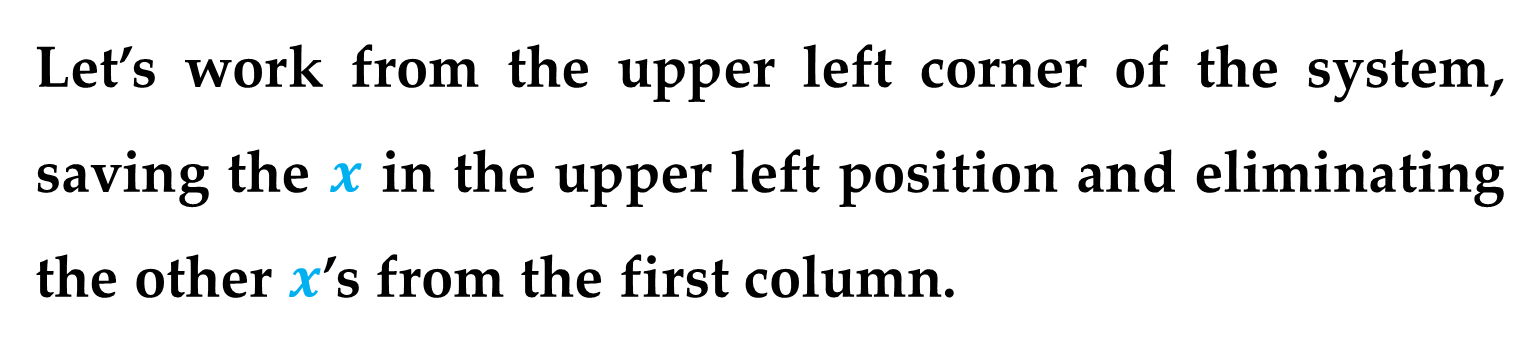 Let’s work from the upper left corner of the system,
saving the x in the upper left position and eliminating
the other x’s from the first column.